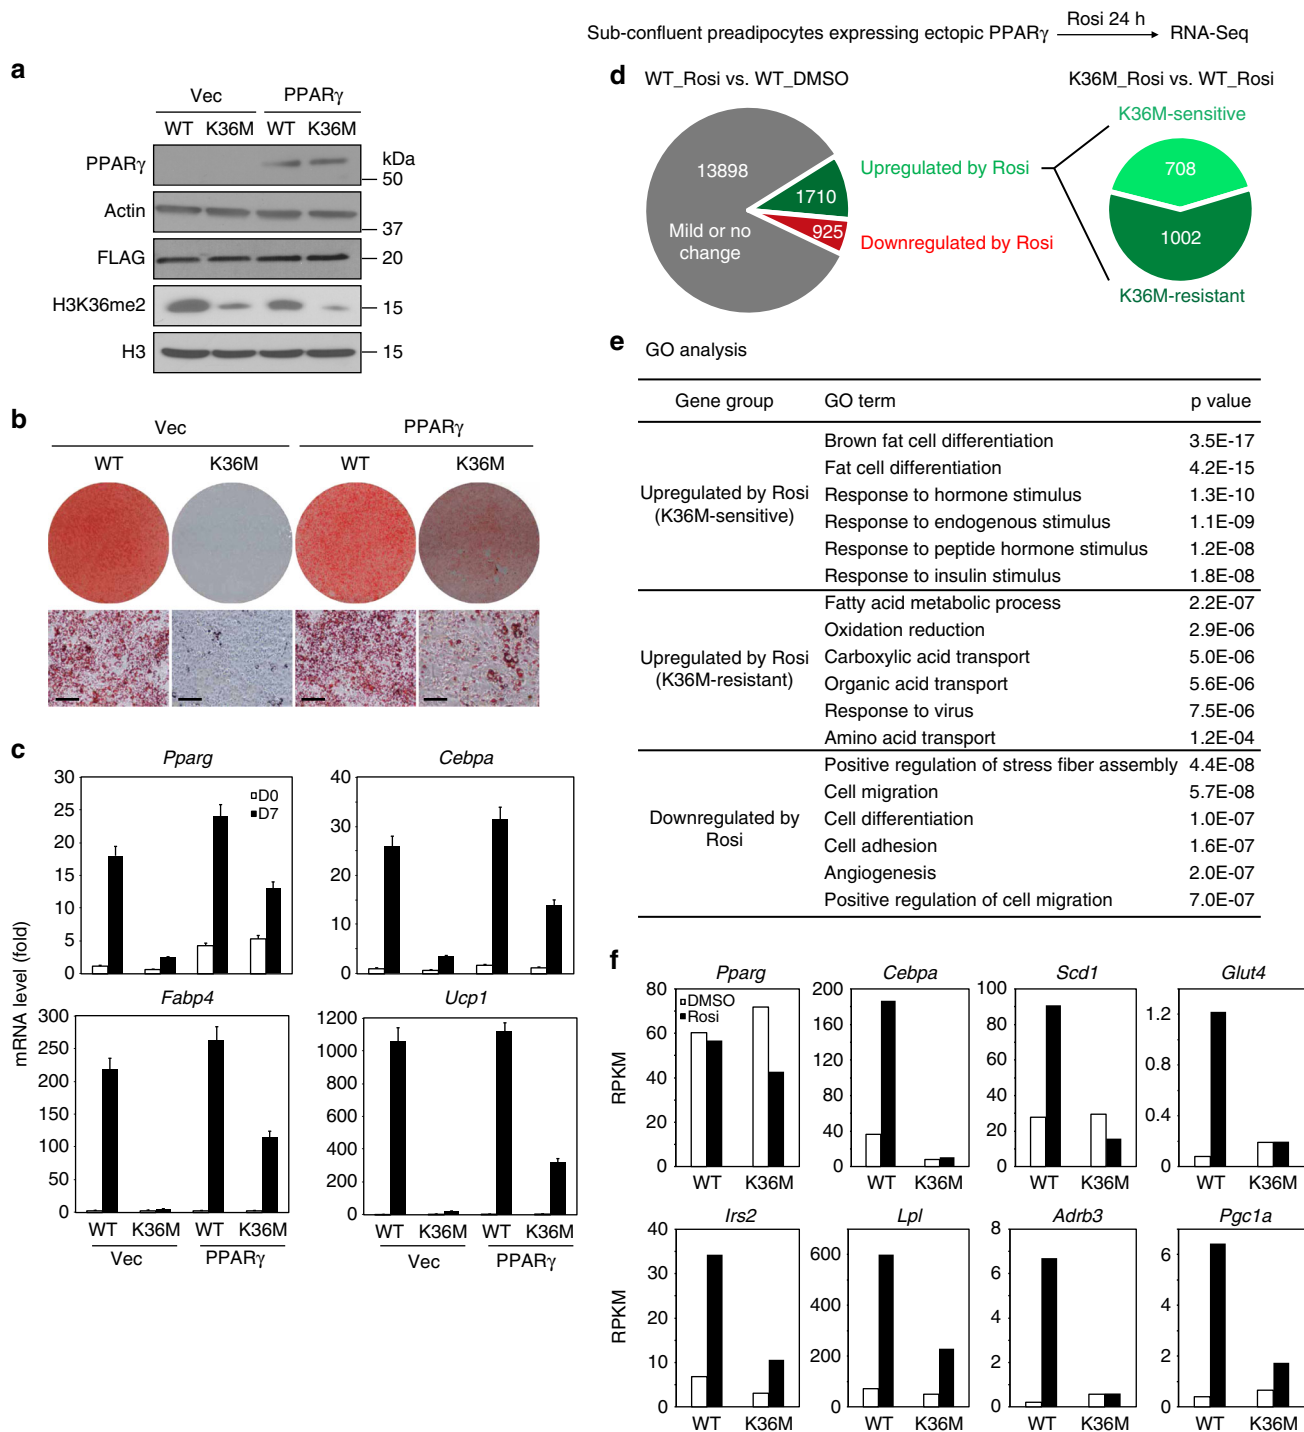 Sub-confluent preadipocytes expressing ectopic PPARγ Rosi 24 h RNA-Seq
a
Vec PPARγ
WT K36M WT K36M
PPARγ
kDa
50
Actin
37
FLAG
20
H3K36me2
15
H3
15
b
Vec PPARγ
WT K36M WT K36M
c
mRNA level (fold)
Pparg
30
25
20
15
10
5
0
D0
D7
Cebpa
40
30
20
10
0
Fabp4
300
250
200
150
100
50
0
WT K36M WT K36M
Vec PPARγ
Ucp1
1200
1000
800
600
400
200
0
WT K36M WT K36M
Vec PPARγ
d
WT_Rosi vs. WT_DMSO
13898
Mild or no
change
1710
925
Upregulated by Rosi
Downregulated by Rosi
K36M_Rosi vs. WT_Rosi
K36M-sensitive
708
1002
K36M-resistant
e
GO analysis
Gene group GO term p value
Upregulated by Rosi
(K36M-sensitive)
Brown fat cell differentiation 3.5E-17
Fat cell differentiation 4.2E-15
Response to hormone stimulus 1.3E-10
Response to endogenous stimulus 1.1E-09
Response to peptide hormone stimulus 1.2E-08
Response to insulin stimulus 1.8E-08
Upregulated by Rosi
(K36M-resistant)
Fatty acid metabolic process 2.2E-07
Oxidation reduction 2.9E-06
Carboxylic acid transport 5.0E-06
Organic acid transport 5.6E-06
Response to virus 7.5E-06
Amino acid transport 1.2E-04
Downregulated by
Rosi
Positive regulation of stress fiber assembly 4.4E-08
Cell migration 5.7E-08
Cell differentiation 1.0E-07
Cell adhesion 1.6E-07
Angiogenesis 2.0E-07
Positive regulation of cell migration 7.0E-07
f
RPKM
Pparg
80
60
40
20
0
DMSO
Rosi
WT K36M
Cebpa
200
160
120
80
40
0
WT K36M
Scd1
100
80
60
40
20
0
WT K36M
Glut4
1.2
0.8
0.4
0
WT K36M
RPKM
Irs2
40
30
20
10
0
WT K36M
Lpl
600
400
200
0
WT K36M
Adrb3
8
6
4
2
0
WT K36M
Pgc1a
6
4
2
0
WT K36M